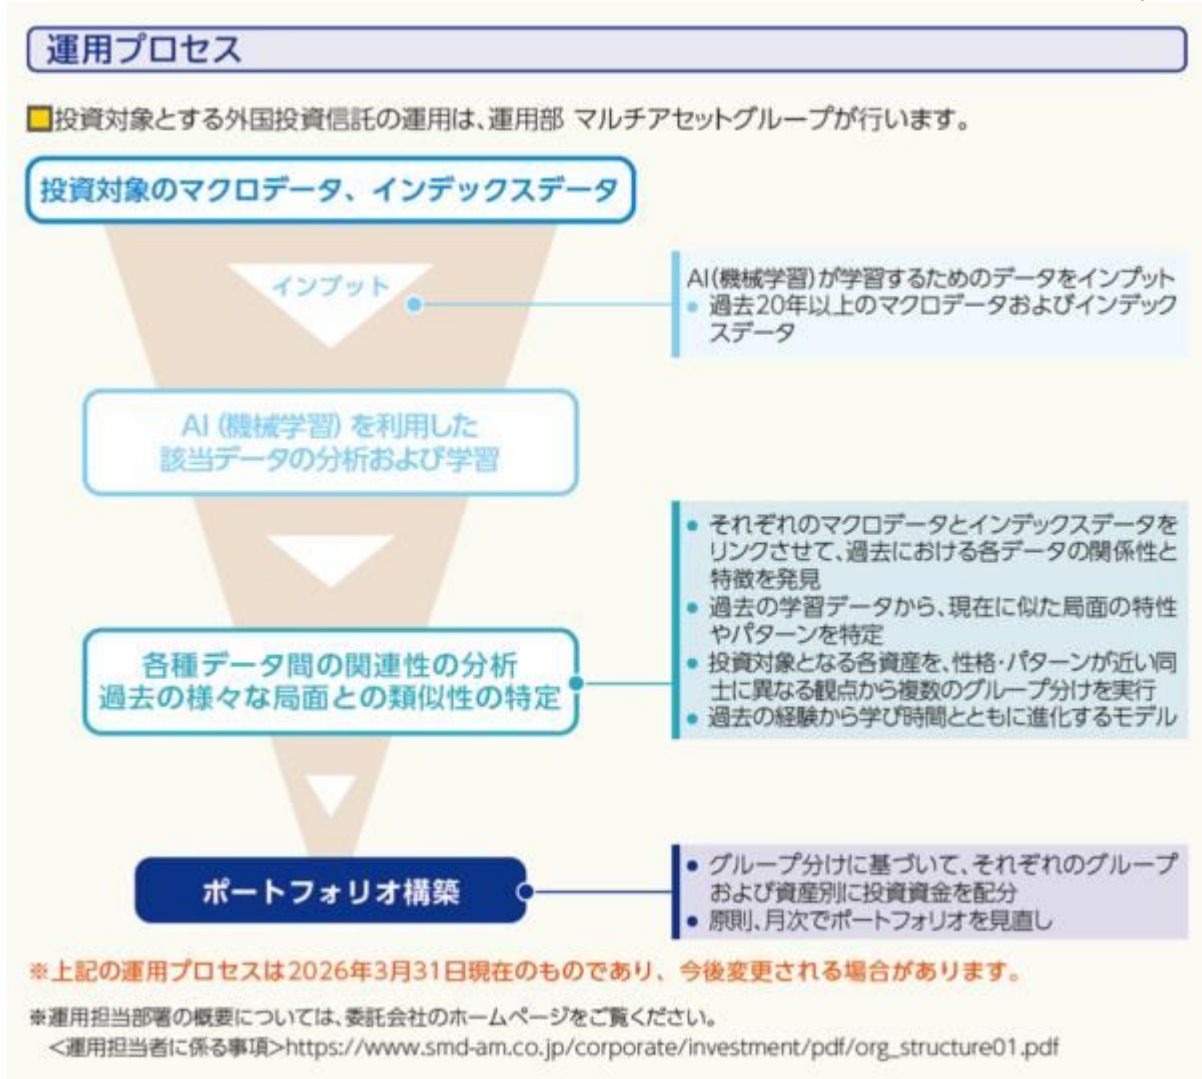 運用プロセス
投資対象とする外国投資信託の運用は、運用部 マルチアセットグループが行います。
投資対象のマクロデータ、インデックスデータ
インプット
AI(機械学習)が学習するためのデータをインプット
● 過去20年以上のマクロデータおよびインデック
スデータ
AI(機械学習)を利用した
該当データの分析および学習
● それぞれのマクロデータとインデックスデータを
リンクさせて、過去における各データの関係性と
特徴を発見
● 過去の学習データから、現在に似た局面の特性
やパターンを特定
● 投資対象となる各資産を、性格・パターンが近い同
士に異なる観点から複数のグループ分けを実行
● 過去の経験から学び時間とともに進化するモデル
各種データ間の関連性の分析
過去の様々な局面との類似性の特定
ポートフォリオ構築
● グループ分けに基づいて、それぞれのグループ
および資産別に投資資金を配分
● 原則、月次でポートフォリオを見直し
※上記の運用プロセスは2026年3月31日現在のものであり、今後変更される場合があります。
※運用担当部署の概要については、委託会社のホームページをご覧ください。
<運用担当者に係る事項>https://www.smd-am.co.jp/corporate/investment/pdf/org_structure01.pdf